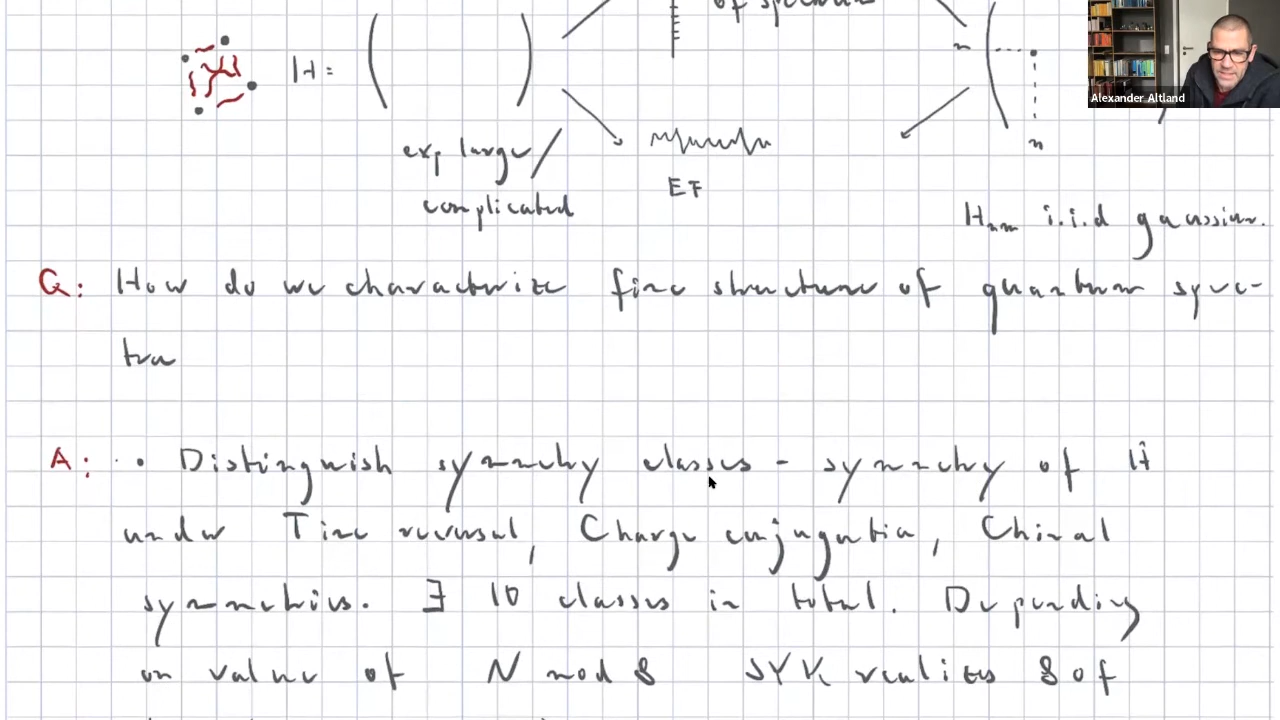 of spectrum
Alexander Altland
H =
n
exp large/
complicated
EF
n
Hnm i.i.d gaussian.
Q: How do we characterize fine structure of quantum spec-
tra
A: • Distinguish symmetry classes - symmetry of Ĥ
under Time reversal, Charge conjugation, Chiral
symmetries. ∃ 10 classes in total. Depending
on value of N mod 8 SYK realizes 8 of